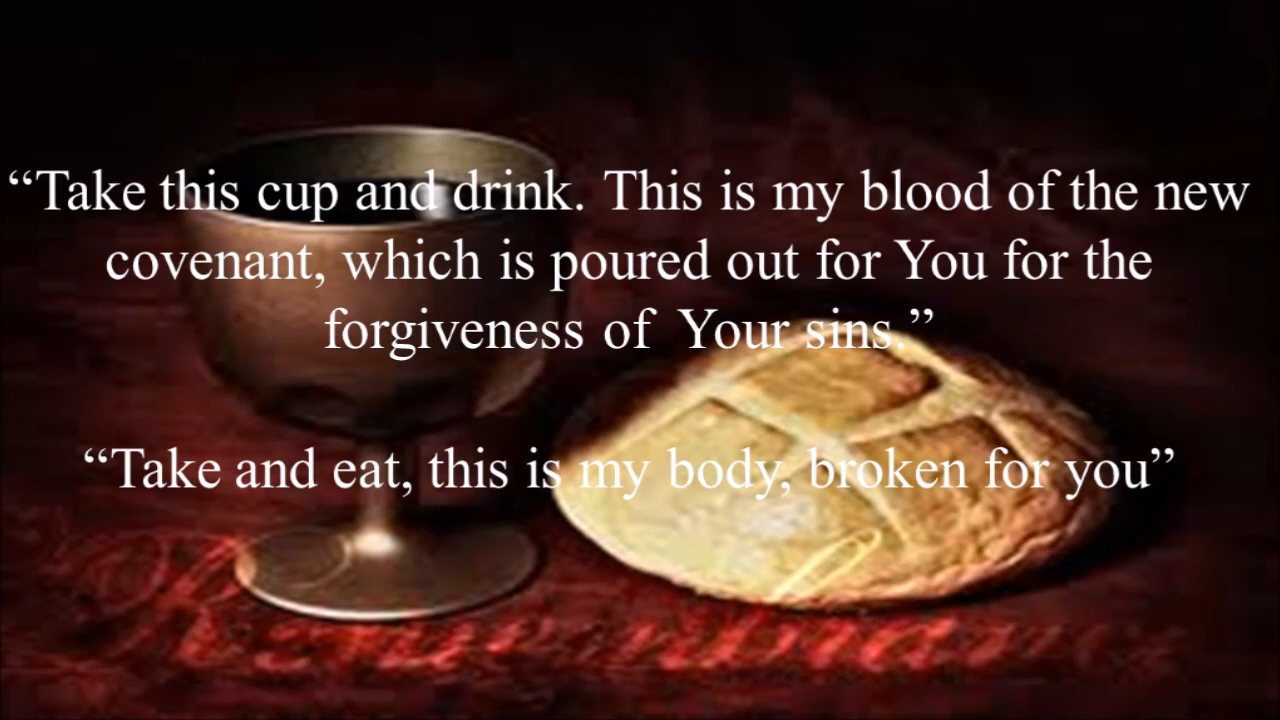 “Take this cup and drink. This is my blood of the new
covenant, which is poured out for You for the
forgiveness of  Your sins.”
“Take and eat, this is my body, broken for you”
Remembrance